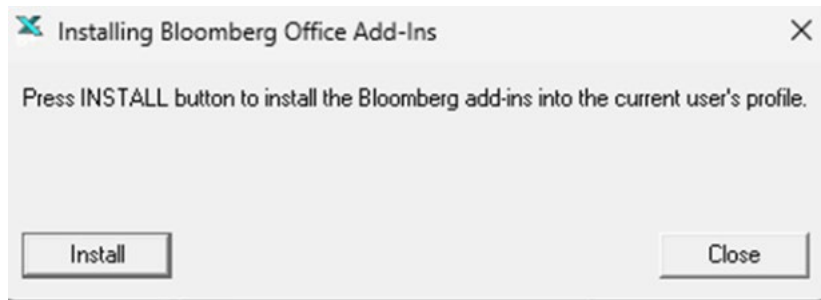 Installing Bloomberg Office Add-Ins
Press INSTALL button to install the Bloomberg add-ins into the current user's profile.
Install
Close